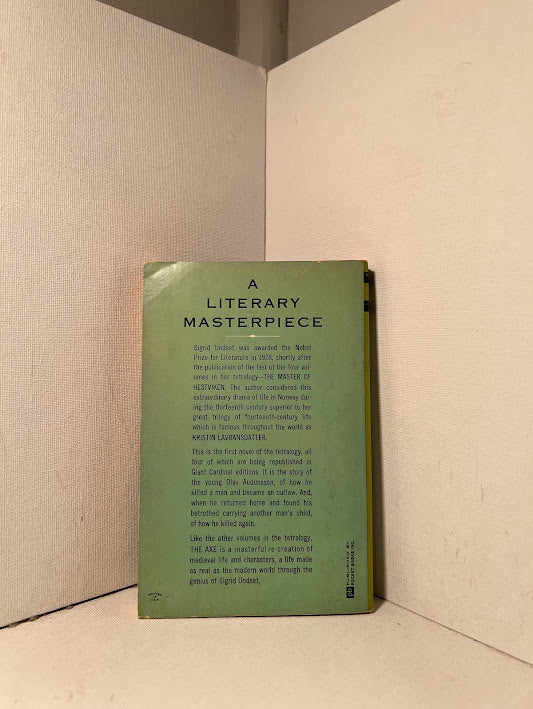 A
LITERARY
MASTERPIECE
Sigrid Undset was awarded the Nobel
Prize for Literature in 1928, shortly after
the publication of the last of the four vol-
umes in her tetralogy—THE MASTER OF
HESTVIKEN. The author considered this
extraordinary drama of life in Norway dur-
ing the thirteenth century superior to her
great trilogy of fourteenth-century life
which is famous throughout the world as
KRISTIN LAVRANSDATTER.
This is the first novel of the tetralogy, all
four of which are being republished in
Giant Cardinal editions. It is the story of
the young Olav Audunsson, of how he
killed a man and became an outlaw. And,
when he returned home and found his
betrothed carrying another man's child,
of how he killed again.
Like the other volumes in the tetralogy,
THE AXE is a masterful re-creation of
medieval life and characters, a life made
as real as the modern world through the
genius of Sigrid Undset.
PUBLISHED BY
POCKET BOOKS, INC.